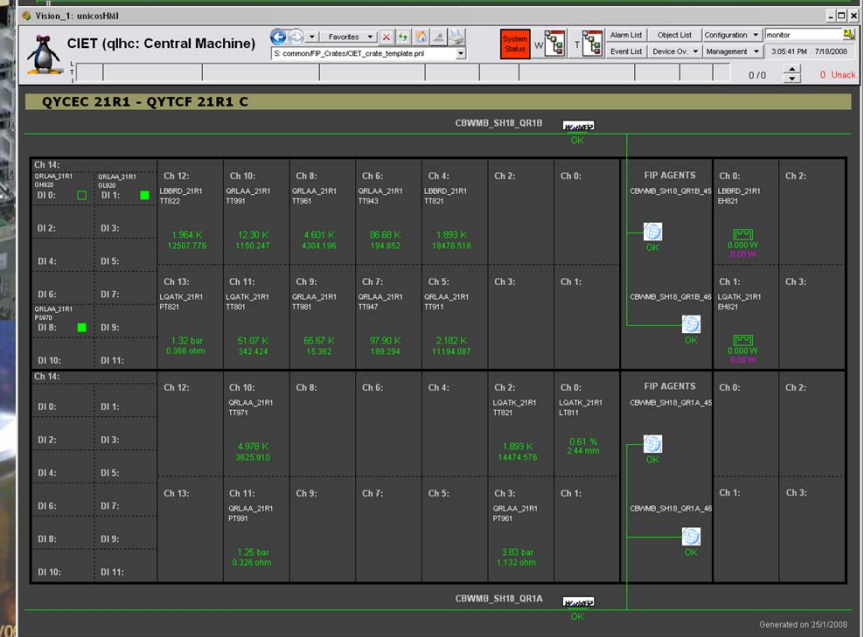 Vision_1: unicosHMI
CIET (qlhc: Central Machine)
Favorites
S: common/FIP_Crates/CIET_crate_template.pnl
System Status
W
T
Alarm List
Object List
Configuration
monitor
Event List
Device Ov.
Management
3:05:41 PM 7/18/2008
L
T
I
0 / 0
0 Unack
QYCEC 21R1 - QYTCF 21R1 C
CBWMB_SH18_QR1B
OK
Ch 14:
QRLAA_21R1
GH920
DI 0:
QRLAA_21R1
GL920
DI 1:
DI 2:
DI 3:
DI 4:
DI 5:
DI 6:
DI 7:
QRLAA_21R1
PS970
DI 8:
DI 9:
DI 10:
DI 11:
Ch 12:
LBBRD_21R1
TT822
1.964 K
12507.776
Ch 10:
QRLAA_21R1
TT991
12.30 K
1150.247
Ch 8:
QRLAA_21R1
TT961
4.601 K
4304.196
Ch 6:
QRLAA_21R1
TT943
86.68 K
194.852
Ch 4:
LBBRD_21R1
TT821
1.893 K
18476.518
Ch 2:
Ch 0:
FIP AGENTS
CBWMB_SH18_QR1B_45
OK
Ch 0:
LBBRD_21R1
EH821
0.000 W
0.00 W
Ch 2:
Ch 13:
LQATK_21R1
PT821
1.32 bar
0.386 ohm
Ch 11:
LQATK_21R1
TT801
51.07 K
342.424
Ch 9:
QRLAA_21R1
TT981
65.67 K
15.382
Ch 7:
QRLAA_21R1
TT947
97.90 K
189.294
Ch 5:
QRLAA_21R1
TT911
2.182 K
11194.087
Ch 3:
Ch 1:
CBWMB_SH18_QR1B_46
OK
Ch 1:
LQATK_21R1
EH821
0.000 W
0.00 W
Ch 3:
Ch 14:
DI 0:
DI 1:
DI 2:
DI 3:
DI 4:
DI 5:
DI 6:
DI 7:
DI 8:
DI 9:
DI 10:
DI 11:
Ch 12:
Ch 10:
QRLAA_21R1
TT971
4.978 K
3625.910
Ch 8:
Ch 6:
Ch 4:
Ch 2:
LQATK_21R1
TT821
1.893 K
14474.576
Ch 0:
LQATK_21R1
LT811
0.61 %
2.44 mm
FIP AGENTS
CBWMB_SH18_QR1A_45
OK
Ch 0:
Ch 2:
Ch 13:
Ch 11:
QRLAA_21R1
PT991
1.25 bar
0.326 ohm
Ch 9:
Ch 7:
Ch 5:
Ch 3:
QRLAA_21R1
PT961
3.83 bar
1.132 ohm
Ch 1:
CBWMB_SH18_QR1A_46
OK
Ch 1:
Ch 3:
CBWMB_SH18_QR1A
OK
Generated on 25/1/2008